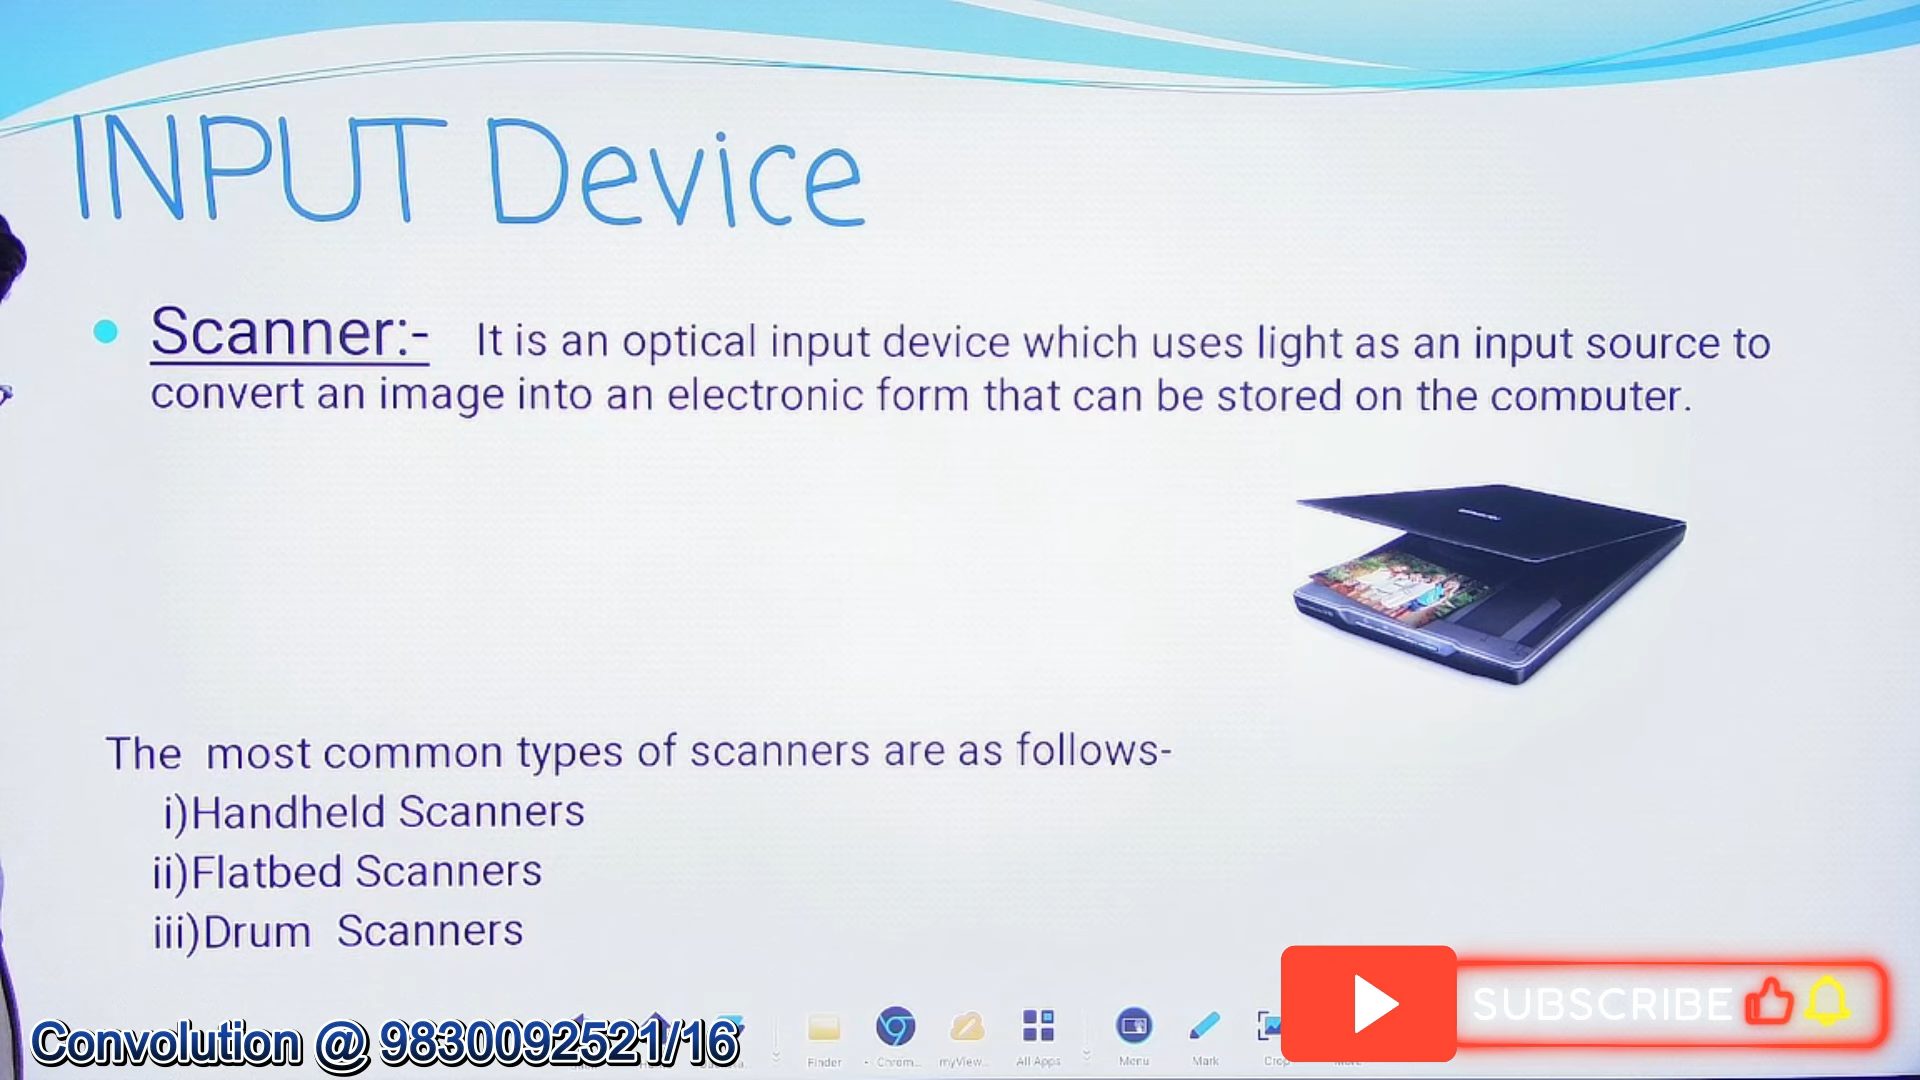 INPUT Device
Scanner:- It is an optical input device which uses light as an input source to
convert an image into an electronic form that can be stored on the computer.
The most common types of scanners are as follows-
i)Handheld Scanners
ii)Flatbed Scanners
iii)Drum Scanners
SUBSCRIBE
Convolution @ 9830092521/16
Finder
Chrom...
myView...
All Apps
Menu
Mark
Crop